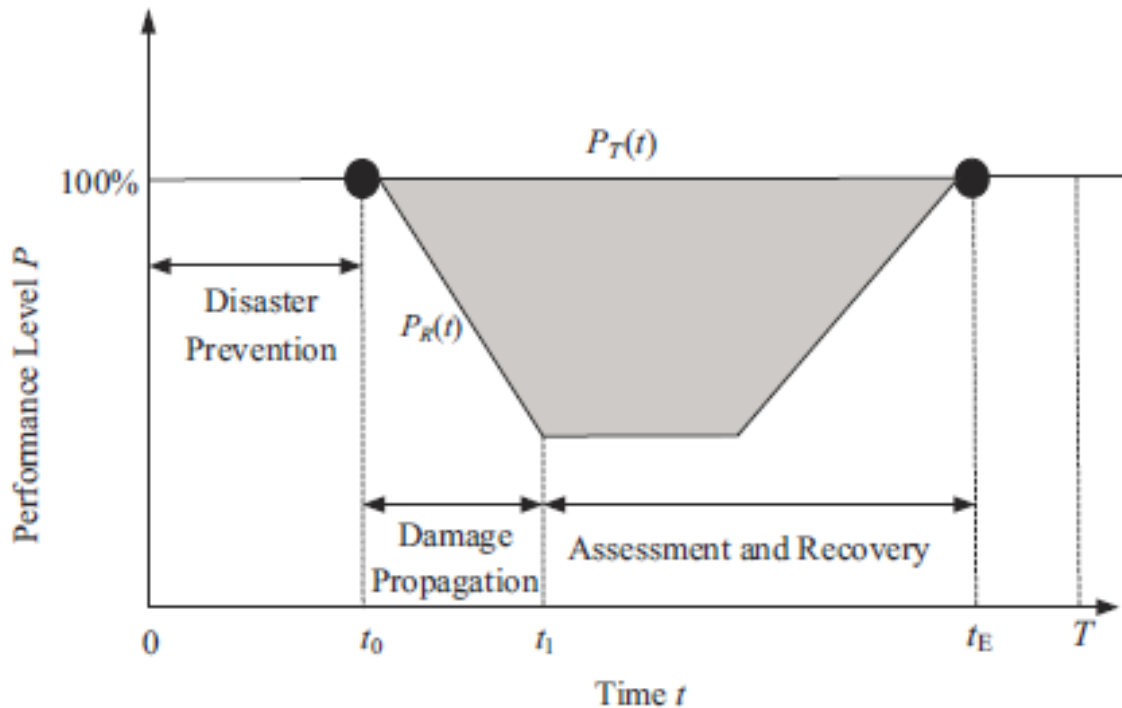 P_T(t)
100%
Performance Level P
Disaster
Prevention
P_R(t)
Damage
Propagation
Assessment and Recovery
0
t_0
t_1
t_E
T
Time t